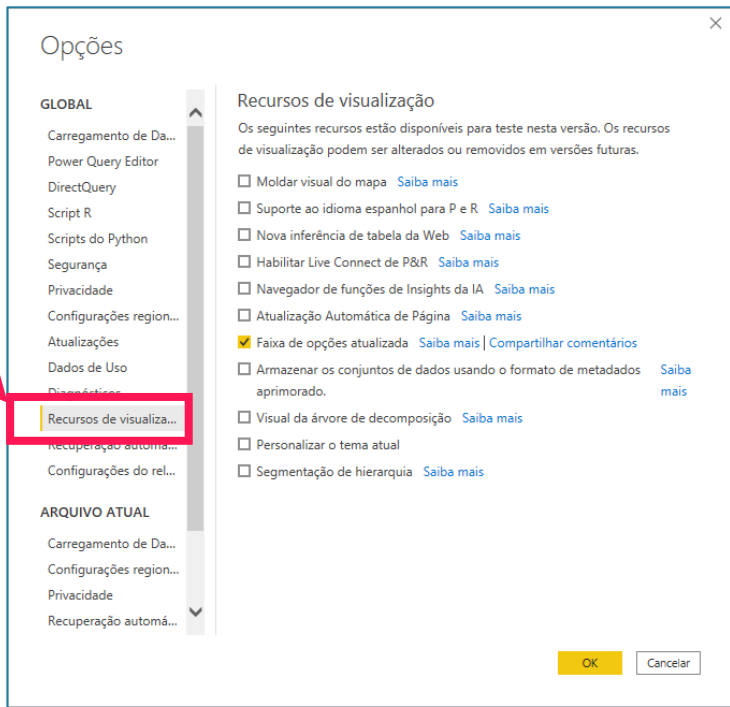 Opções
GLOBAL
Carregamento de Da...
Power Query Editor
DirectQuery
Script R
Scripts do Python
Segurança
Privacidade
Configurações region...
Atualizações
Dados de Uso
Diagnósticos
Recursos de visualiza...
Recuperação automá...
Configurações do rel...
ARQUIVO ATUAL
Carregamento de Da...
Configurações region...
Privacidade
Recuperação automá...
Recursos de visualização
Os seguintes recursos estão disponíveis para teste nesta versão. Os recursos
de visualização podem ser alterados ou removidos em versões futuras.
Moldar visual do mapa Saiba mais
Suporte ao idioma espanhol para P e R Saiba mais
Nova inferência de tabela da Web Saiba mais
Habilitar Live Connect de P&R Saiba mais
Navegador de funções de Insights da IA Saiba mais
Atualização Automática de Página Saiba mais
Faixa de opções atualizada Saiba mais | Compartilhar comentários
Armazenar os conjuntos de dados usando o formato de metadados Saiba
aprimorado. mais
Visual da árvore de decomposição Saiba mais
Personalizar o tema atual
Segmentação de hierarquia Saiba mais
OK Cancelar